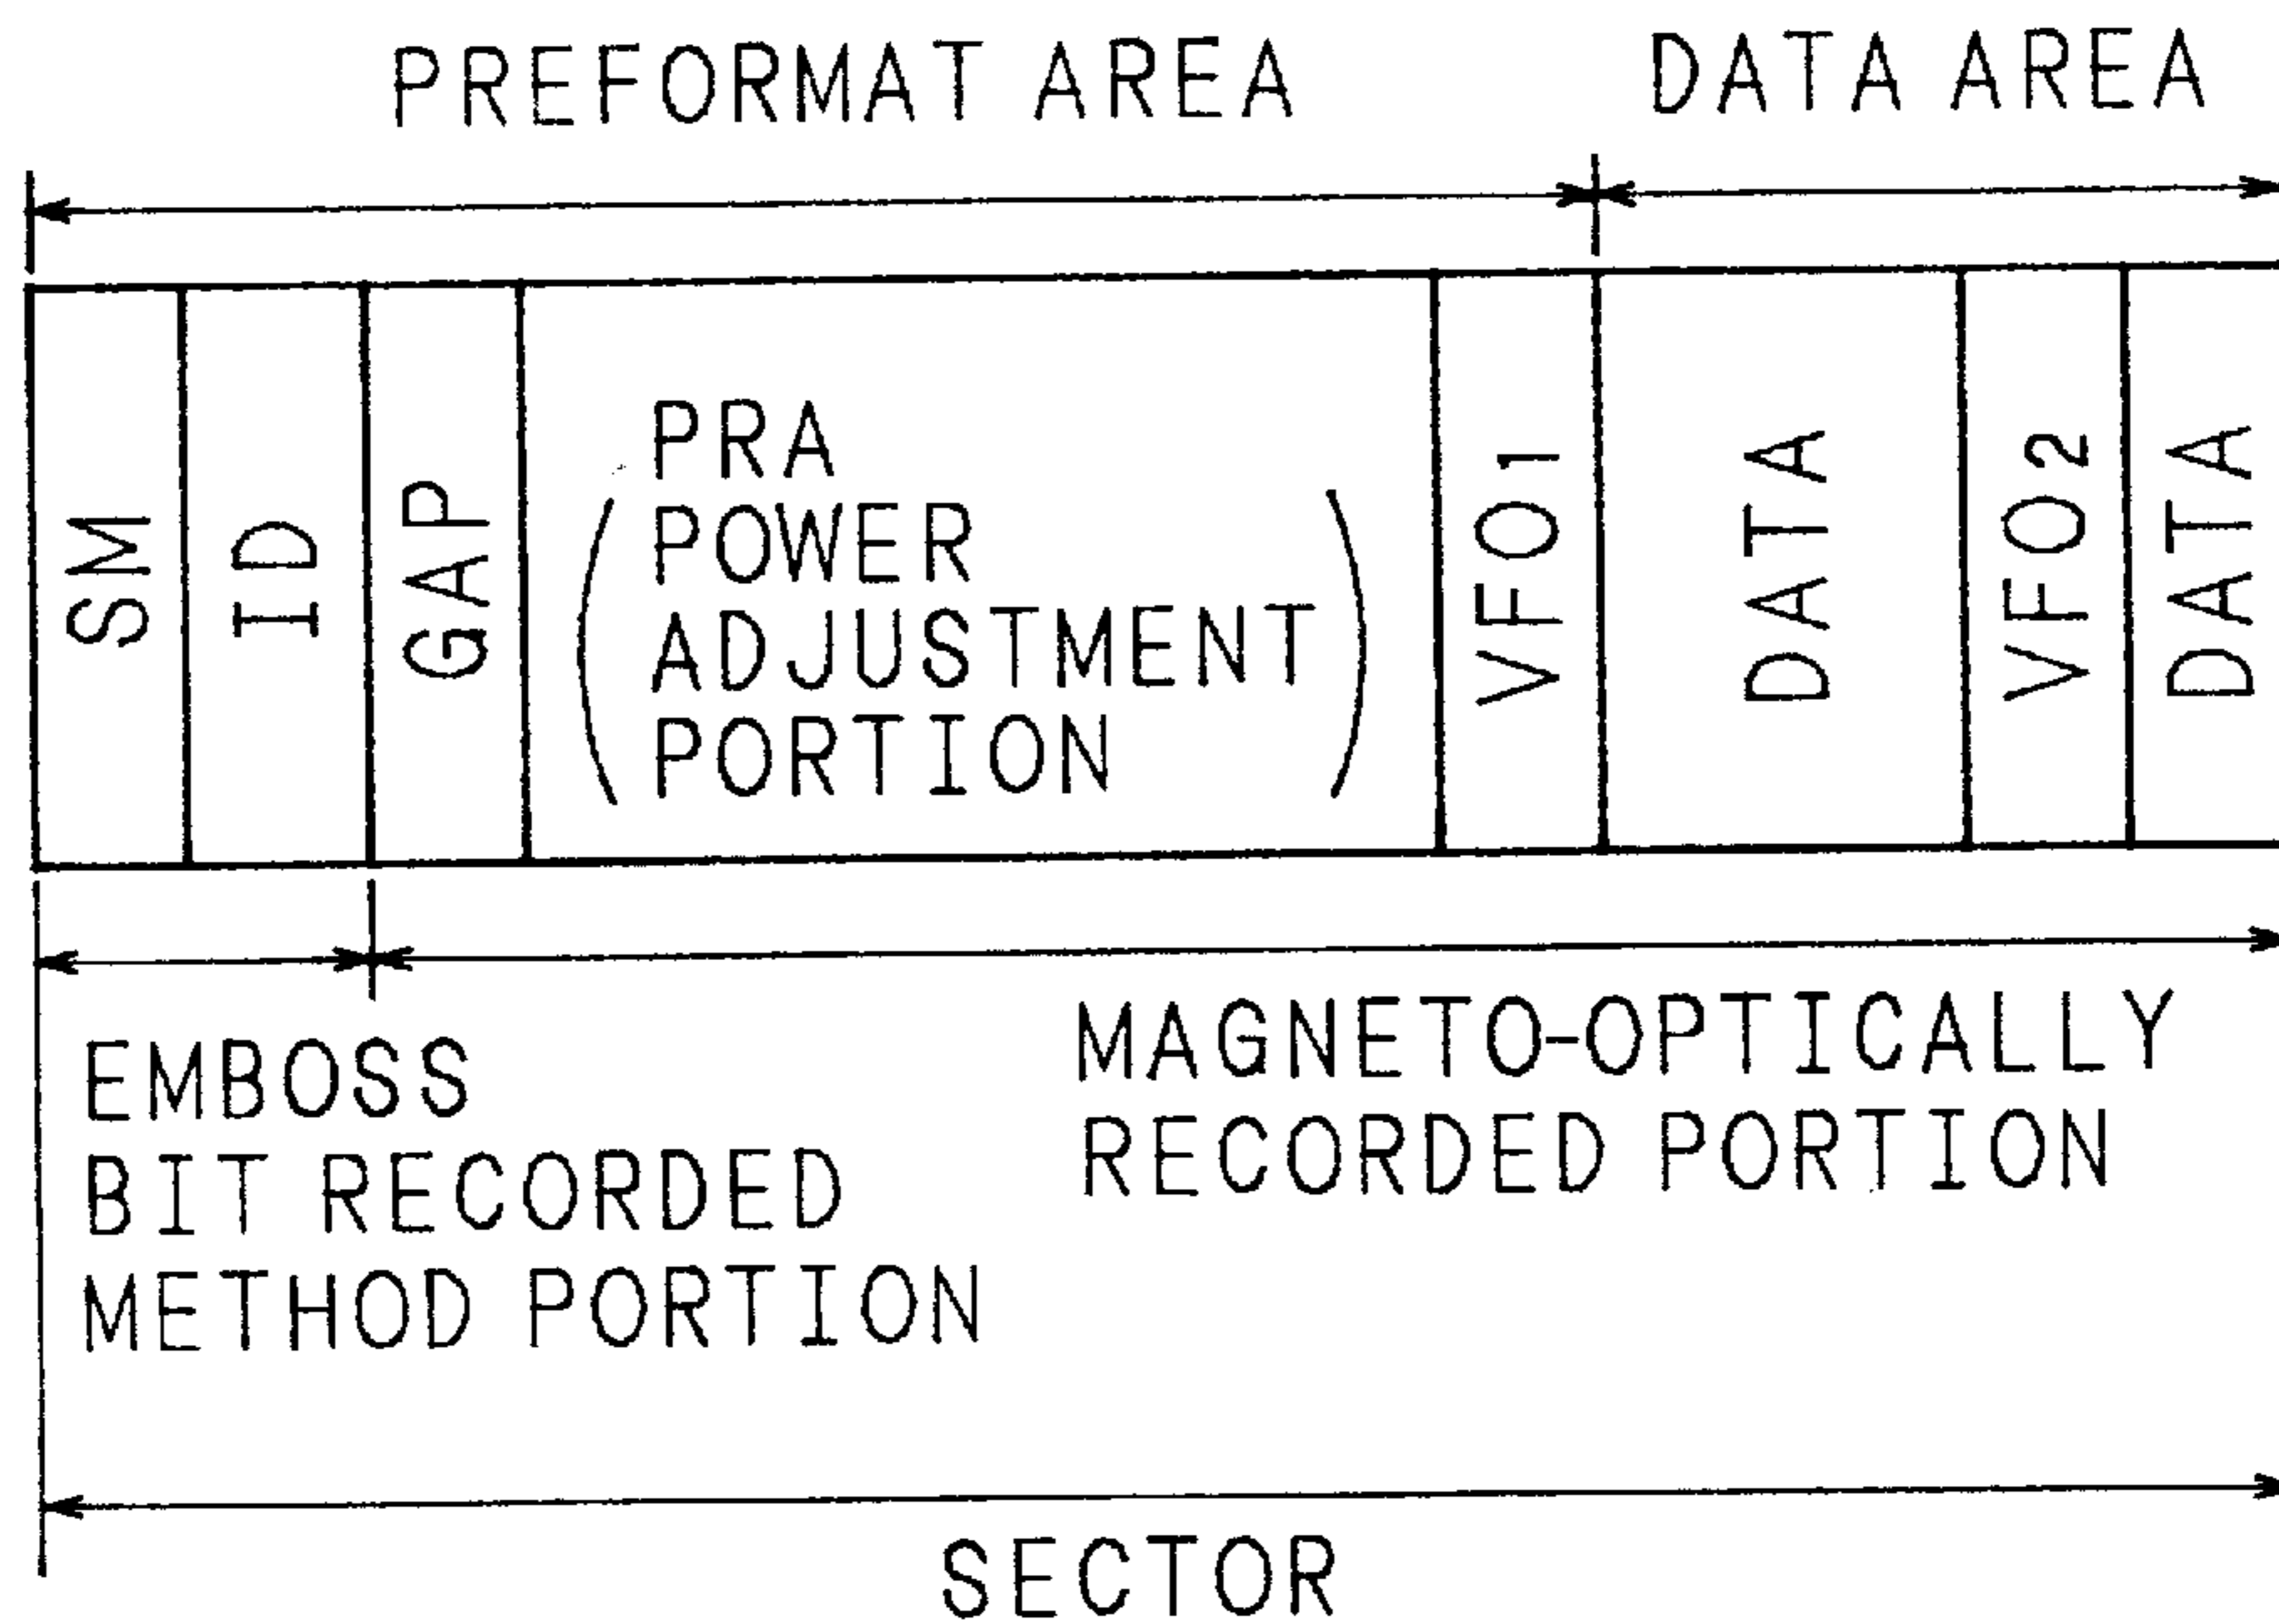 PREFORMAT AREA
DATA AREA
SM
ID
GAP
PRA
(POWER
ADJUSTMENT
PORTION)
VFO1
DATA
VFO2
DATA
EMBOSS
BIT RECORDED
METHOD PORTION
MAGNETO-OPTICALLY
RECORDED PORTION
SECTOR